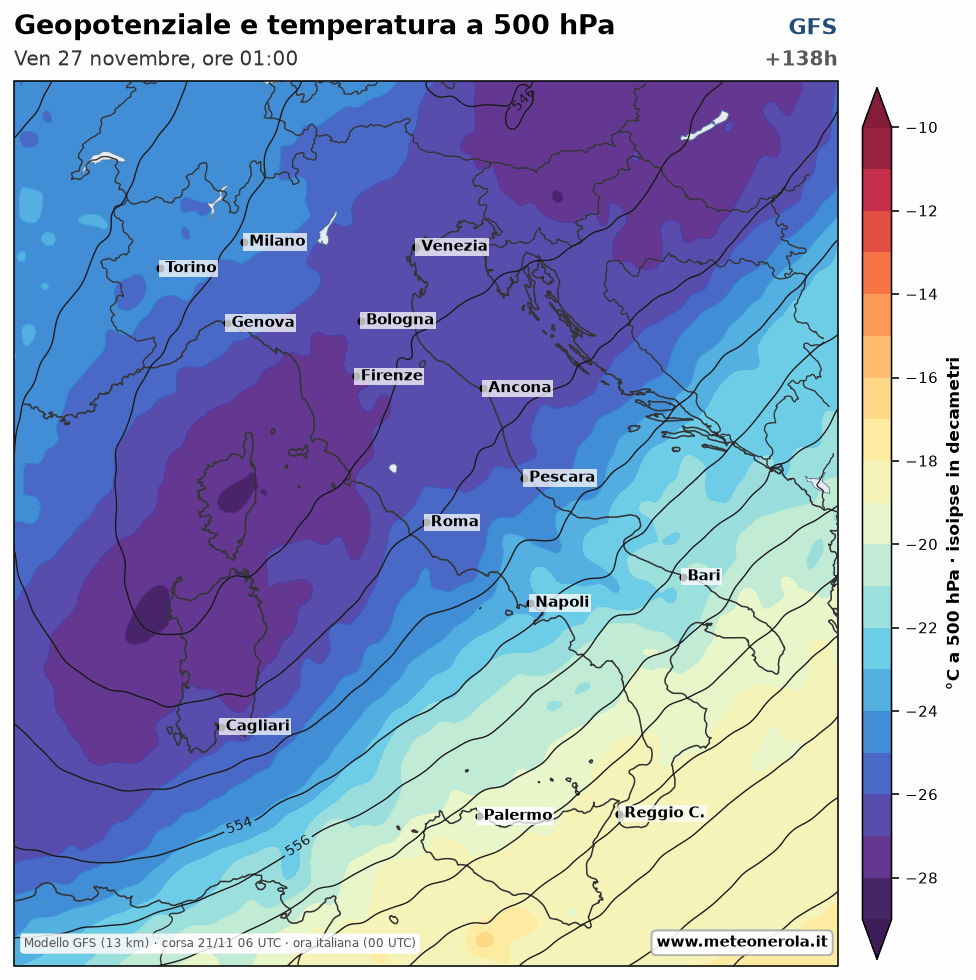 Geopotenziale e temperatura a 500 hPa
GFS
Ven 27 novembre, ore 01:00
+138h
546
−10
−12
−14
−16
−18
−20
−22
−24
−26
−28
°C a 500 hPa · isoipse in decametri
Milano
Venezia
Torino
Genova
Bologna
Firenze
Ancona
Pescara
Roma
Bari
Napoli
Cagliari
Palermo
Reggio C.
554
556
Modello GFS (13 km) · corsa 21/11 06 UTC · ora italiana (00 UTC)
www.meteonerola.it